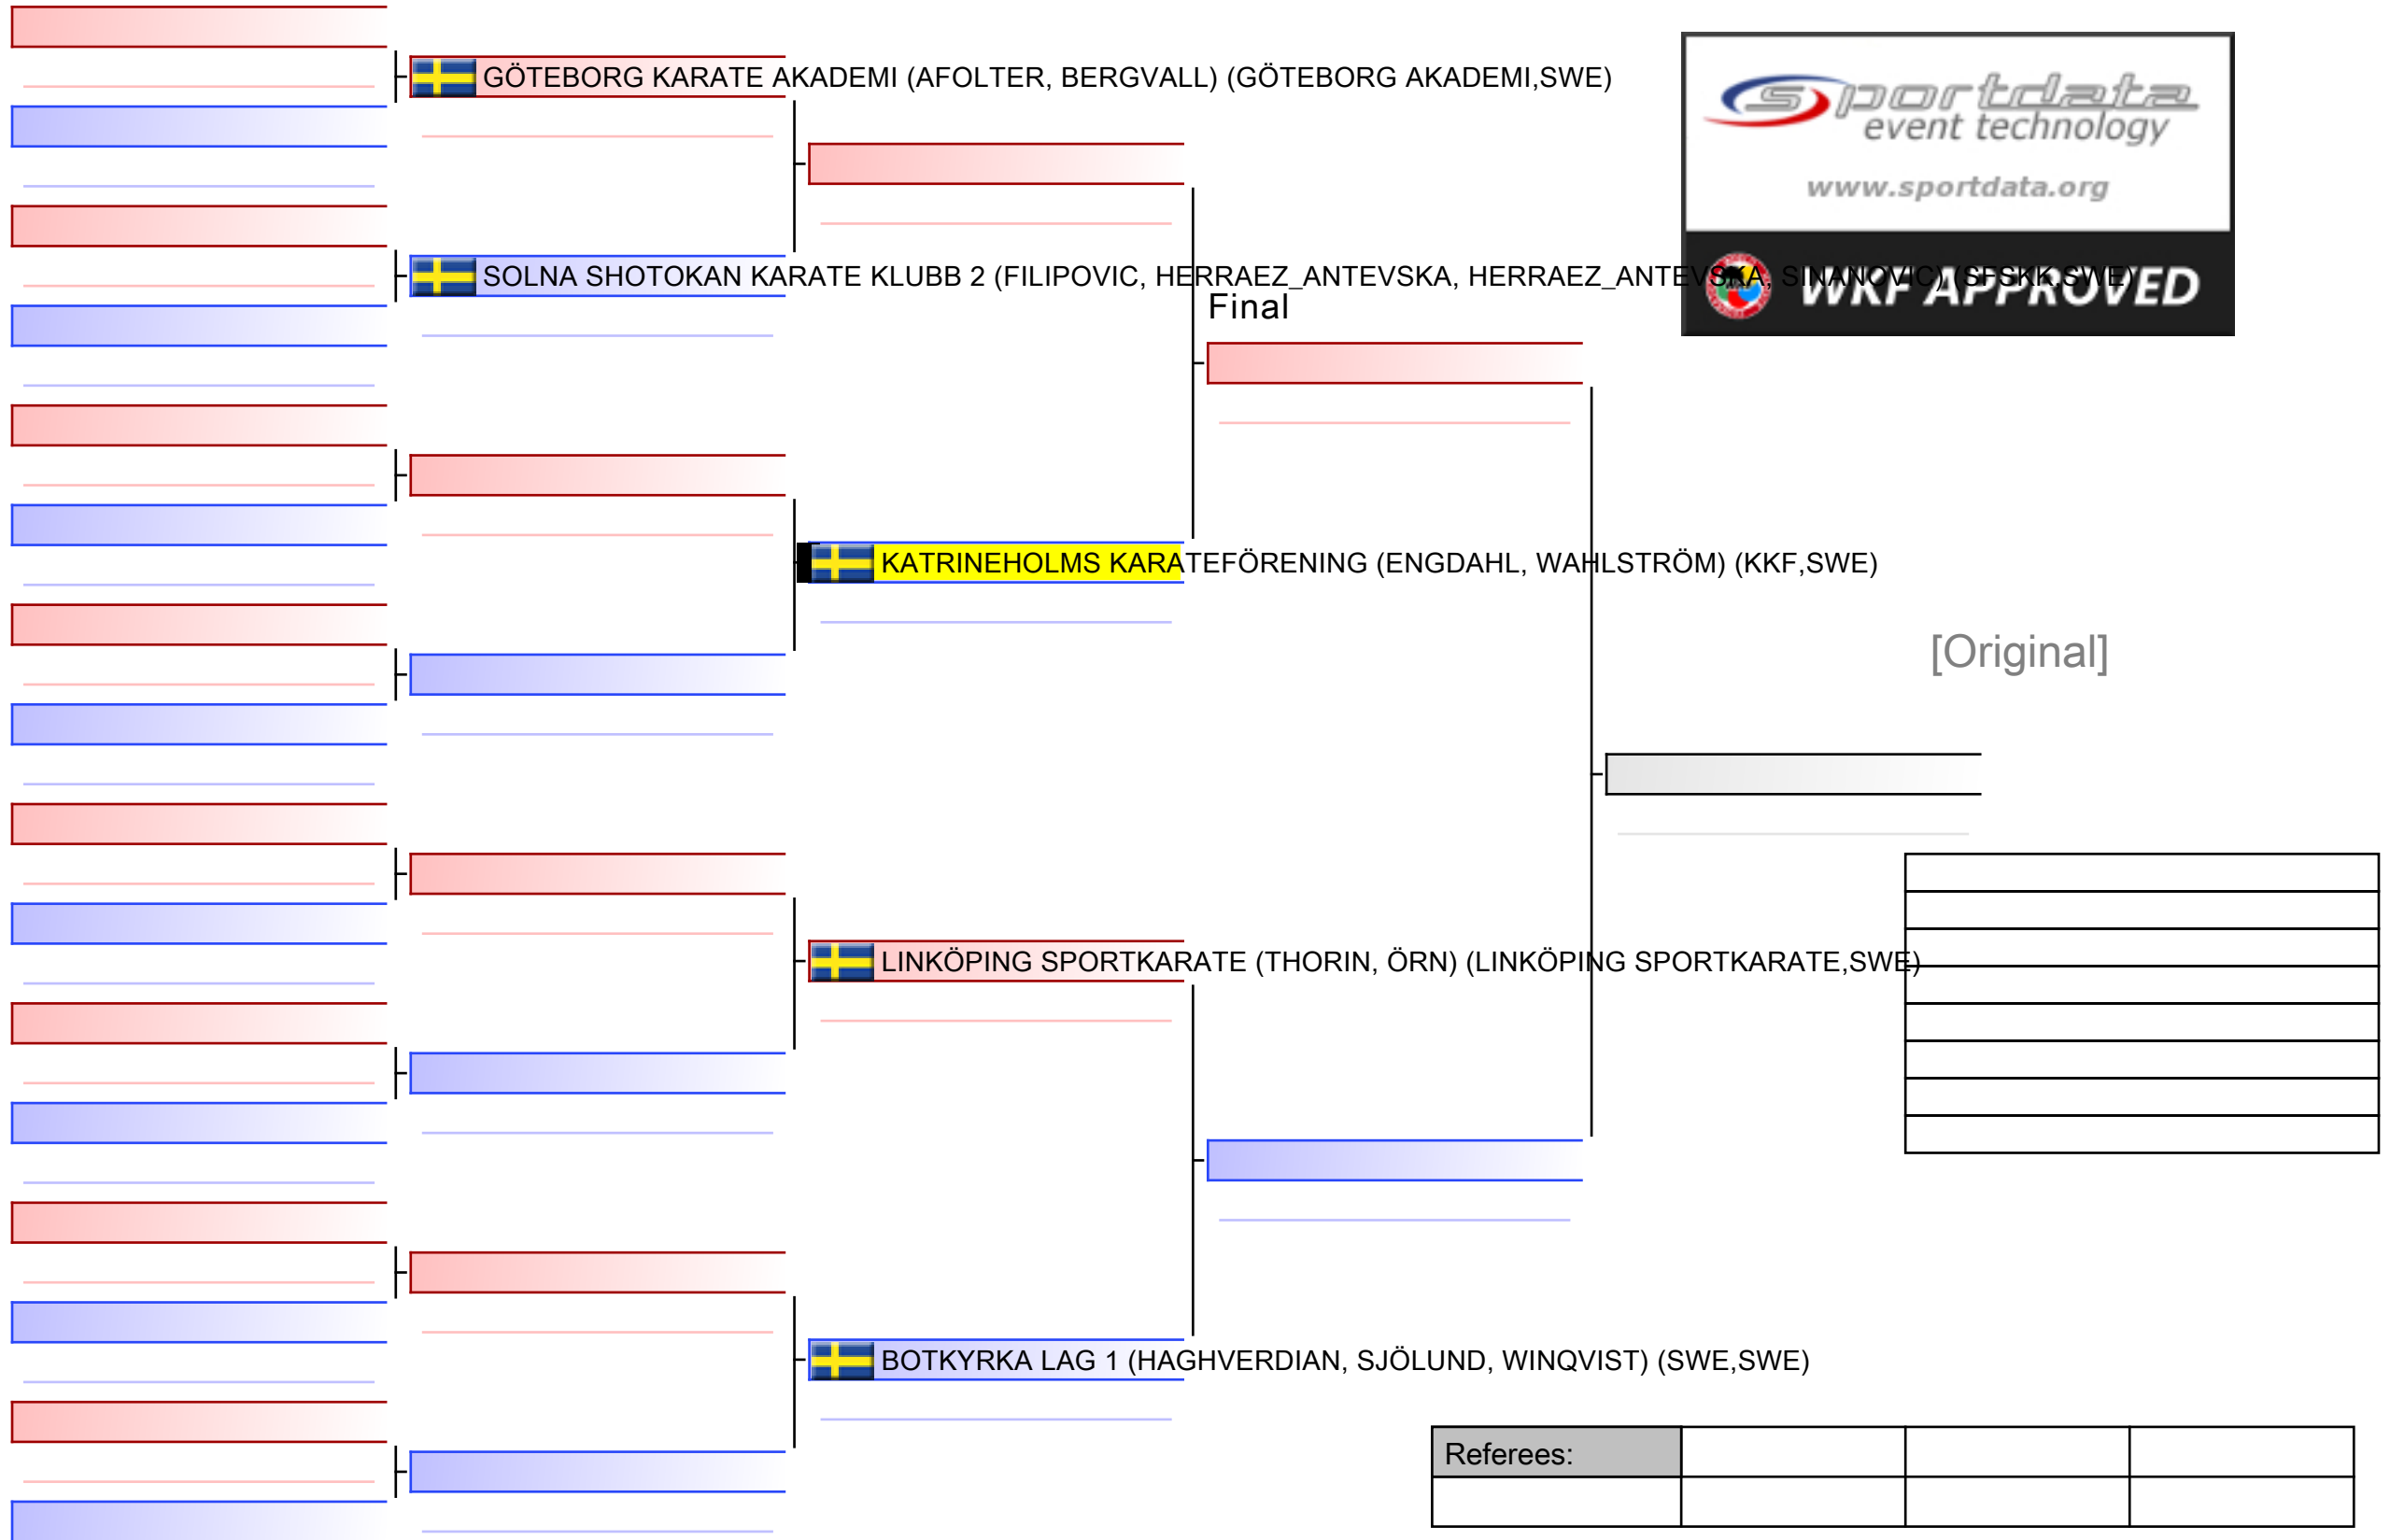 GÖTEBORG KARATE AKADEMI (AFOLTER, BERGVALL) (GÖTEBORG AKADEMI,SWE)
sportdata
event technology
www.sportdata.org
SOLNA SHOTOKAN KARATE KLUBB 2 (FILIPOVIC, HERRAEZ_ANTEVSKA, HERRAEZ_ANTEVSKA, SINANOVIC) (SFSKK,SWE)
WKF APPROVED
Final
KATRINEHOLMS KARATEFÖRENING (ENGDAHL, WAHLSTRÖM) (KKF,SWE)
[Original]
LINKÖPING SPORTKARATE (THORIN, ÖRN) (LINKÖPING SPORTKARATE,SWE)
BOTKYRKA LAG 1 (HAGHVERDIAN, SJÖLUND, WINQVIST) (SWE,SWE)
Referees: